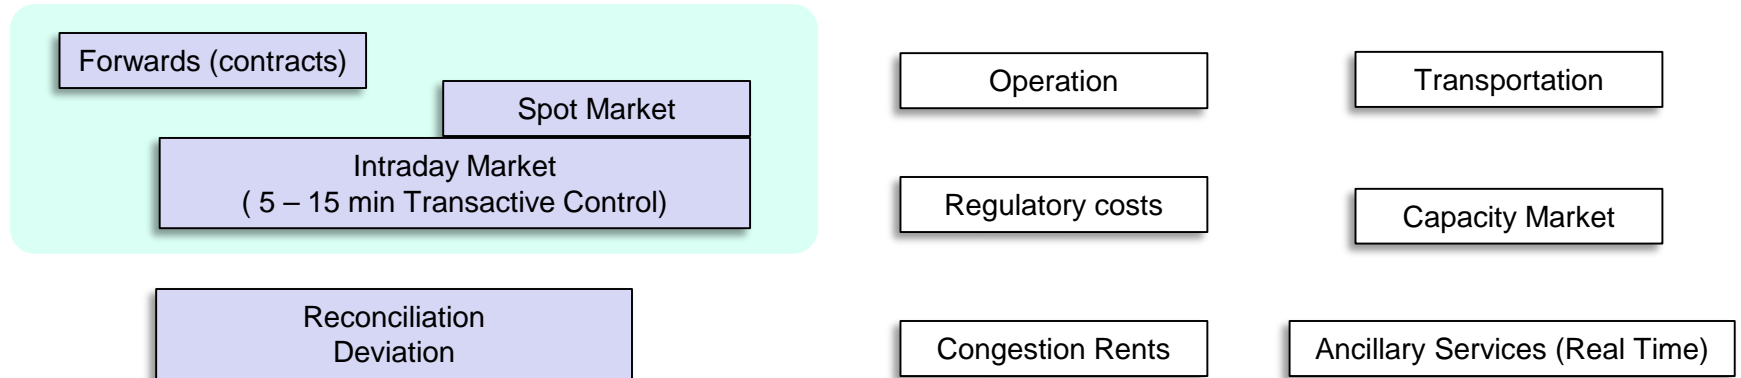 Forwards (contracts)
Spot Market
Intraday Market
( 5 – 15 min Transactive Control)
Reconciliation
Deviation
Operation
Transportation
Regulatory costs
Capacity Market
Congestion Rents
Ancillary Services (Real Time)